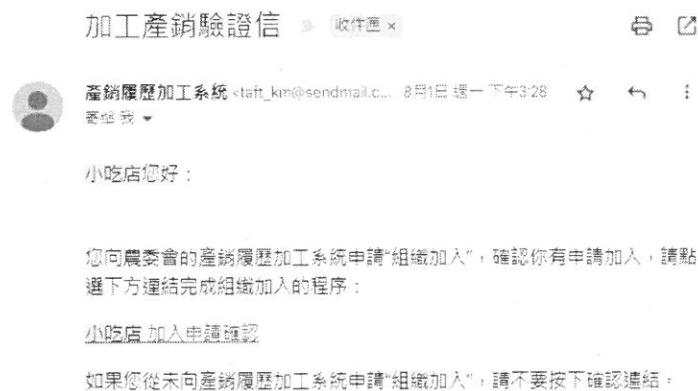 加工產銷驗證信 收件匣 ×
產銷履歷加工系統 <taft_km@sendmail.c... 8月1日 週一 下午3:28
寄給 我
小吃店您好：
您向農委會的產銷履歷加工系統申請"組織加入"，確認你有申請加入，請點
選下方連結完成組織加入的程序：
小吃店 加入申請確認
如果您從未向產銷履歷加工系統申請"組織加入"，請不要按下確認連結。